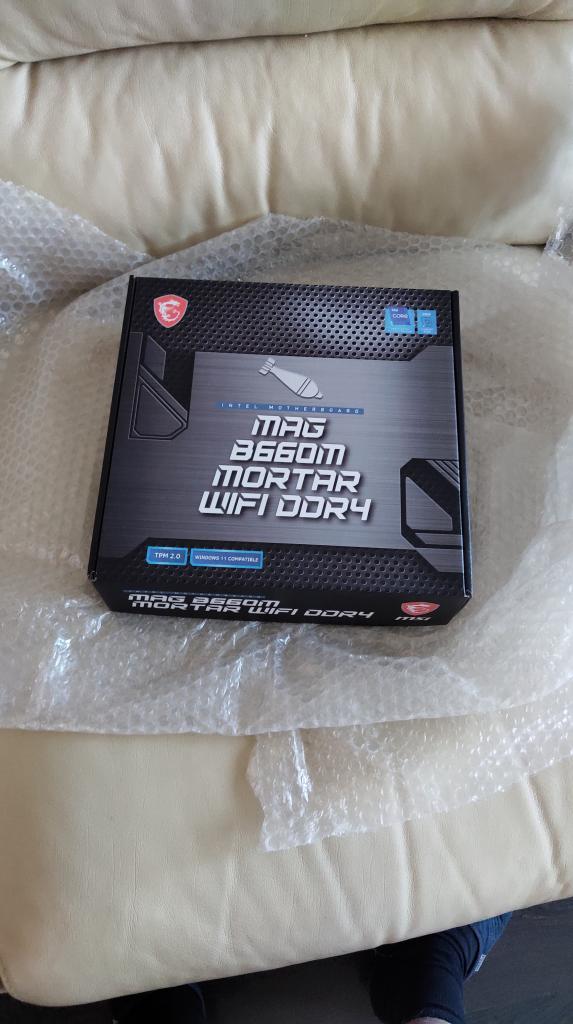 CORE
INTEL MOTHERBOARD
MAG
B660M
MORTAR
WIFI DDR4
TPM 2.0
WINDOWS 11 COMPATIBLE
MAG B660M
MORTAR WIFI DDR4
msi